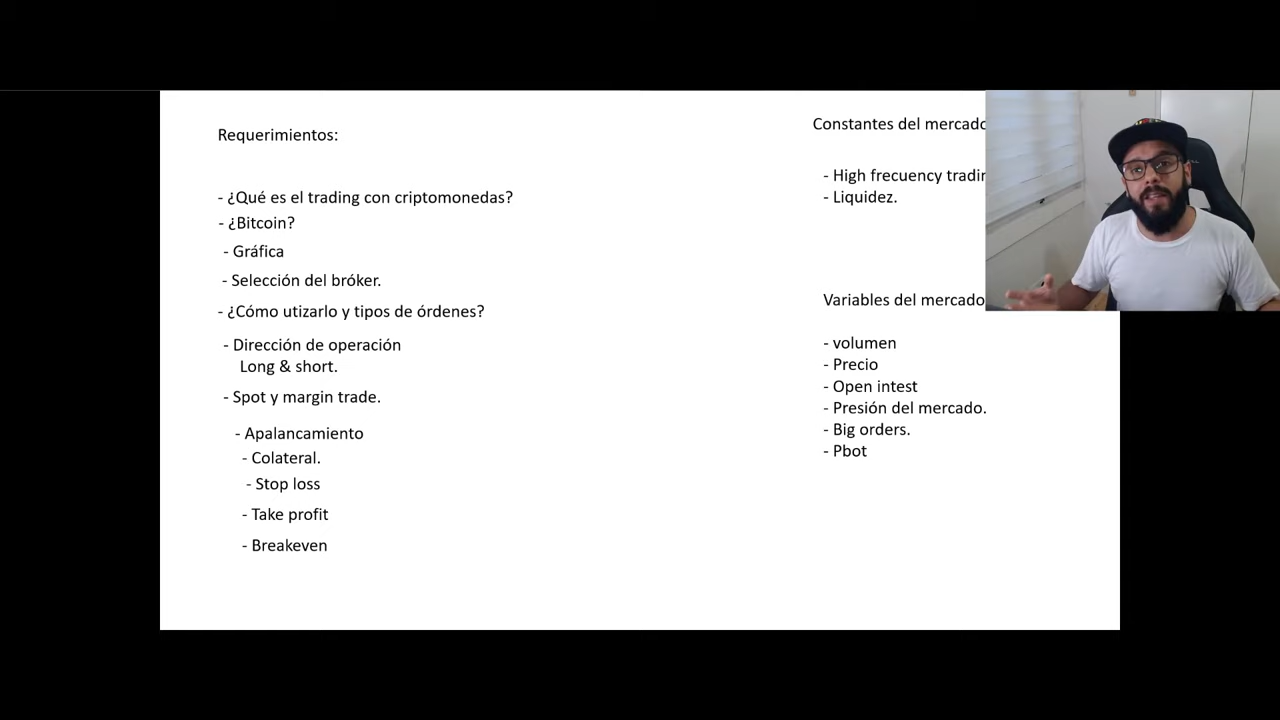 Requerimientos:
- ¿Qué es el trading con criptomonedas?
- ¿Bitcoin?
- Gráfica
- Selección del bróker.
- ¿Cómo utizarlo y tipos de órdenes?
- Dirección de operación
Long & short.
- Spot y margin trade.
- Apalancamiento
- Colateral.
- Stop loss
- Take profit
- Breakeven
Constantes del mercado
- High frecuency
- Liquidez.
Variables del mercado
- volumen
- Precio
- Open intest
- Presión del mercado.
- Big orders.
- Pbot